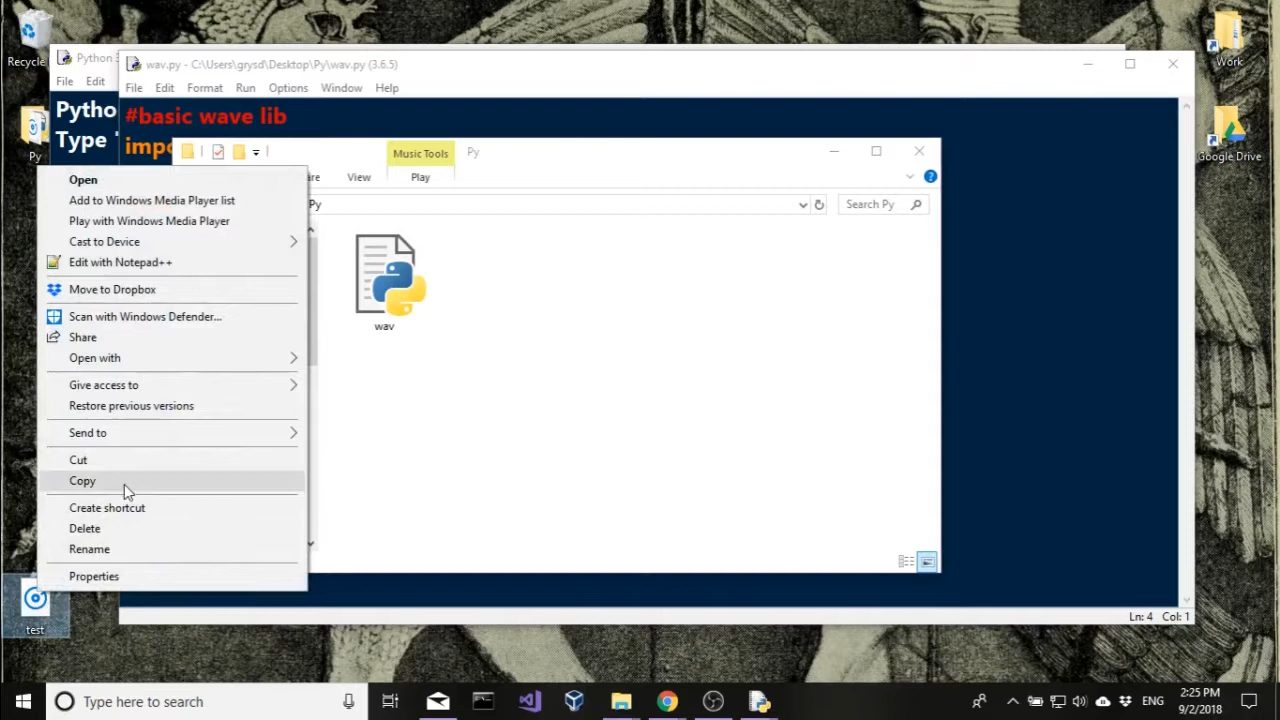 Recycle
Python 3
File Edit
Pytho
Type "
Py
wav.py - C:\Users\grysd\Desktop\Py\wav.py (3.6.5)
File Edit Format Run Options Window Help
#basic wave lib
impo
Music Tools
Py
are View Play
Py
Search Py
wav
Open
Add to Windows Media Player list
Play with Windows Media Player
Cast to Device
Edit with Notepad++
Move to Dropbox
Scan with Windows Defender...
Share
Open with
Give access to
Restore previous versions
Send to
Cut
Copy
Create shortcut
Delete
Rename
Properties
test
Ln: 4 Col: 1
Work
Google Drive
Type here to search
ENG
2:25 PM
9/2/2018